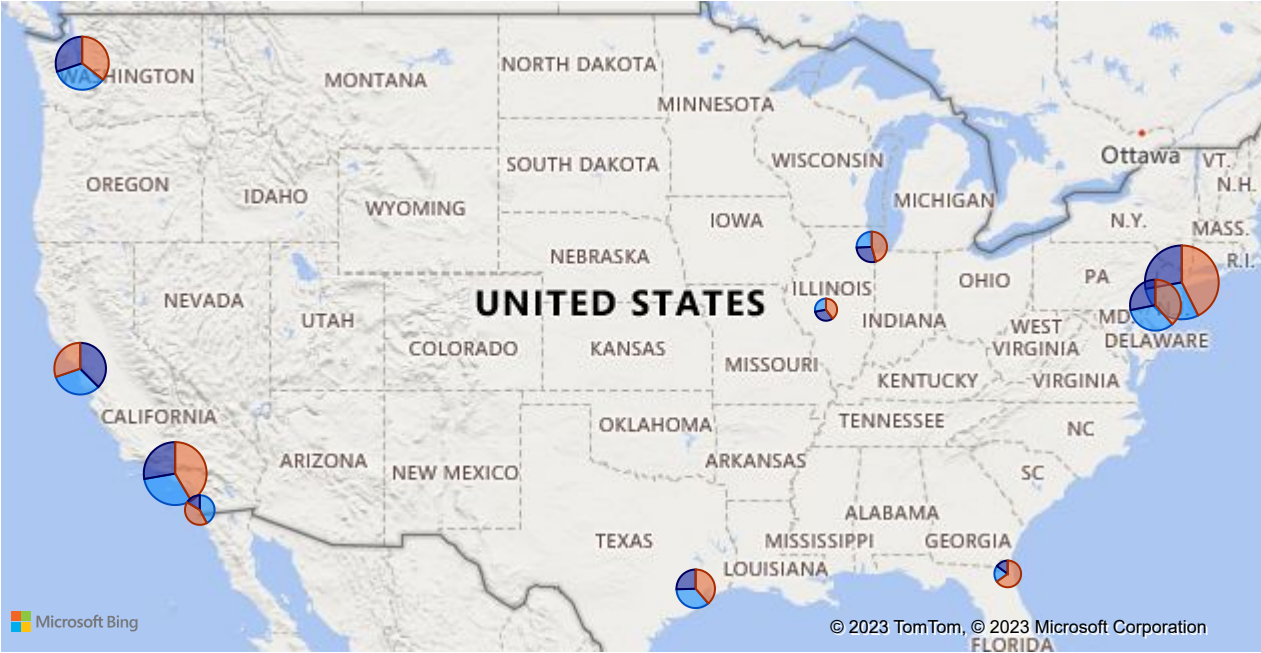 WASHINGTON
MONTANA
NORTH DAKOTA
MINNESOTA
Ottawa
VT.
N.H.
OREGON
IDAHO
SOUTH DAKOTA
WISCONSIN
MICHIGAN
WYOMING
IOWA
N.Y.
MASS.
NEBRASKA
R.I.
NEVADA
UTAH
UNITED STATES
ILLINOIS
OHIO
PA
INDIANA
MD.
COLORADO
KANSAS
WEST
VIRGINIA
DELAWARE
MISSOURI
KENTUCKY
VIRGINIA
CALIFORNIA
OKLAHOMA
TENNESSEE
NC
ARIZONA
NEW MEXICO
ARKANSAS
SC
ALABAMA
TEXAS
MISSISSIPPI
GEORGIA
LOUISIANA
Microsoft Bing
© 2023 TomTom, © 2023 Microsoft Corporation
FLORIDA